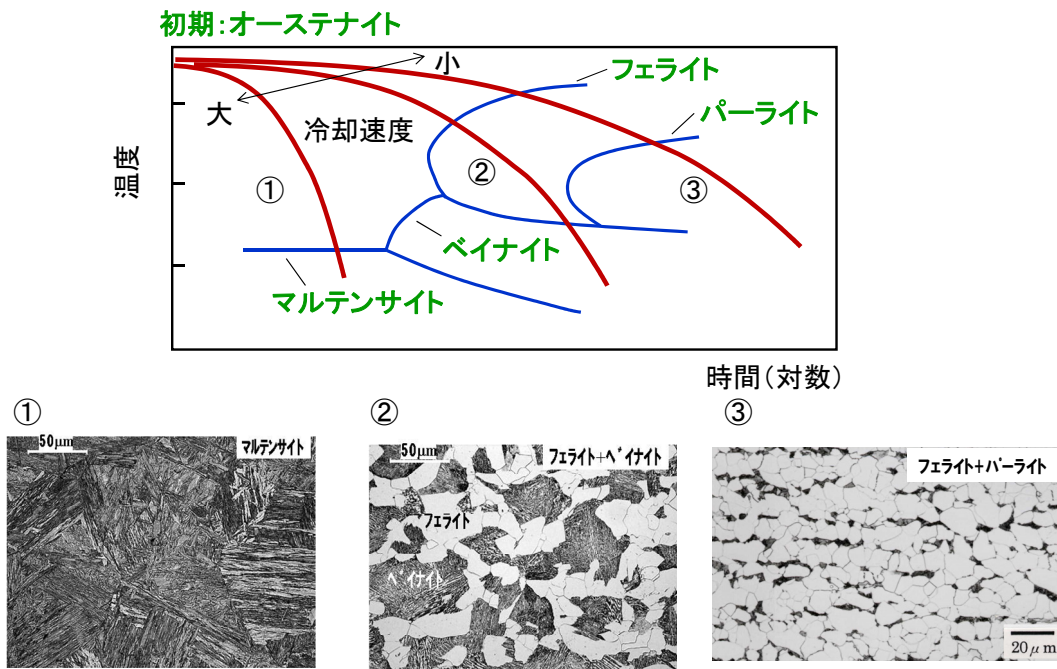 初期：オーステナイト
小
フェライト
大
パーライト
冷却速度
温度
①
②
③
ベイナイト
マルテンサイト
時間（対数）
①
②
③
50μm
マルテンサイト
50μm
フェライト+ベイナイト
フェライト
ベイナイト
フェライト+パーライト
20μm